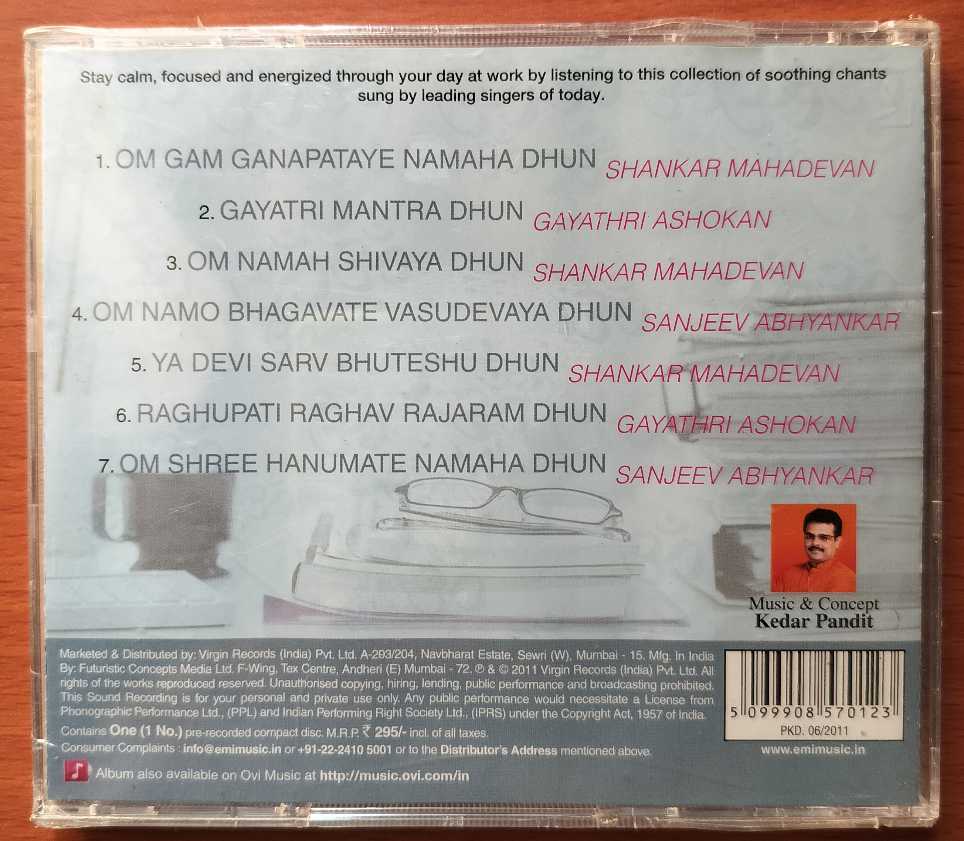 Stay calm, focused and energized through your day at work by listening to this collection of soothing chants
sung by leading singers of today.
1. OM GAM GANAPATAYE NAMAHA DHUN SHANKAR MAHADEVAN
2. GAYATRI MANTRA DHUN GAYATHRI ASHOKAN
3. OM NAMAH SHIVAYA DHUN SHANKAR MAHADEVAN
4. OM NAMO BHAGAVATE VASUDEVAYA DHUN SANJEEV ABHYANKAR
5. YA DEVI SARV BHUTESHU DHUN SHANKAR MAHADEVAN
6. RAGHUPATI RAGHAV RAJARAM DHUN GAYATHRI ASHOKAN
7. OM SHREE HANUMATE NAMAHA DHUN SANJEEV ABHYANKAR
Music & Concept
Kedar Pandit
Marketed & Distributed by: Virgin Records (India) Pvt. Ltd. A-293/204, Navbharat Estate, Sewri (W), Mumbai - 15. Mfg. In India
By: Futuristic Concepts Media Ltd. F-Wing, Tex Centre, Andheri (E) Mumbai - 72. ℗ & © 2011 Virgin Records (India) Pvt. Ltd. All
rights of the works reproduced reserved. Unauthorised copying, hiring, lending, public performance and broadcasting prohibited.
This Sound Recording is for your personal and private use only. Any public performance would necessitate a License from
Phonographic Performance Ltd., (PPL) and Indian Performing Right Society Ltd., (IPRS) under the Copyright Act, 1957 of India.
Contains One (1 No.) pre-recorded compact disc. M.R.P. ₹ 295/- incl. of all taxes.
Consumer Complaints : info@emimusic.in or +91-22-2410 5001 or to the Distributor's Address mentioned above.
Album also available on Ovi Music at http://music.ovi.com/in
5 099908 570123
PKD. 06/2011
www.emimusic.in